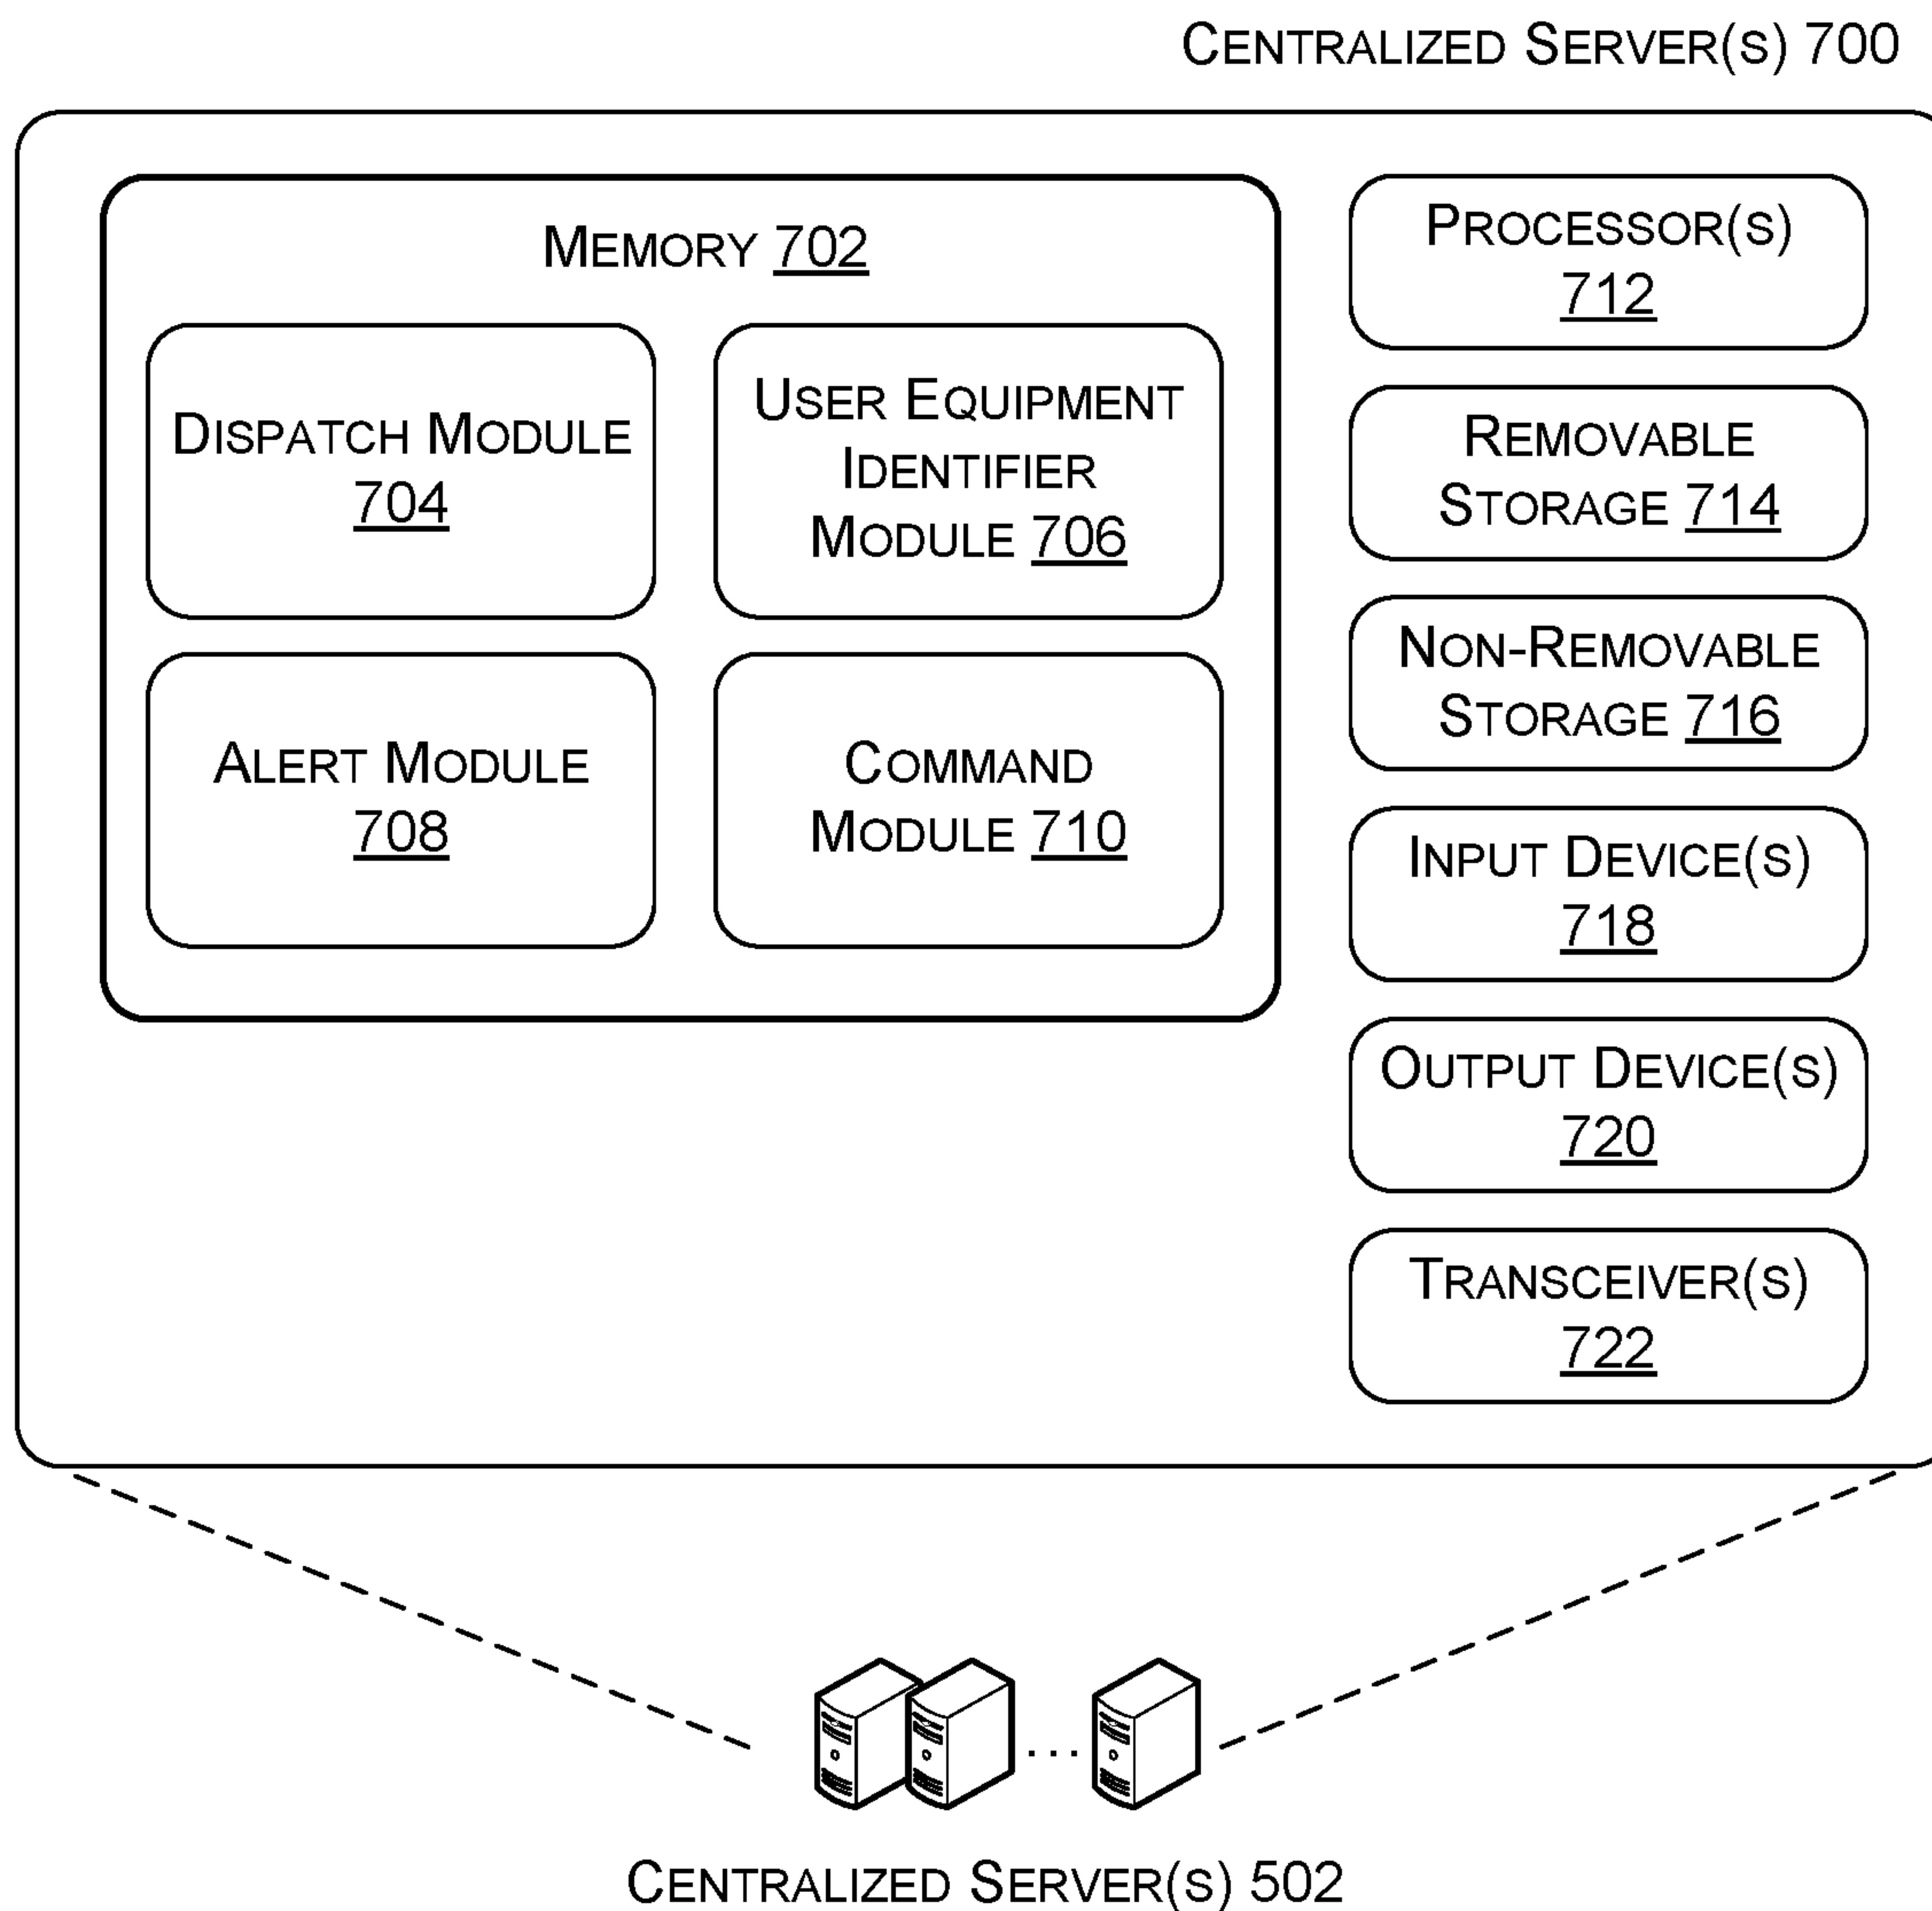 CENTRALIZED SERVER(S) 700
MEMORY 702
DISPATCH MODULE
704
USER EQUIPMENT
IDENTIFIER
MODULE 706
ALERT MODULE
708
COMMAND
MODULE 710
PROCESSOR(S)
712
REMOVABLE
STORAGE 714
NON-REMOVABLE
STORAGE 716
INPUT DEVICE(S)
718
OUTPUT DEVICE(S)
720
TRANSCEIVER(S)
722
...
CENTRALIZED SERVER(S) 502